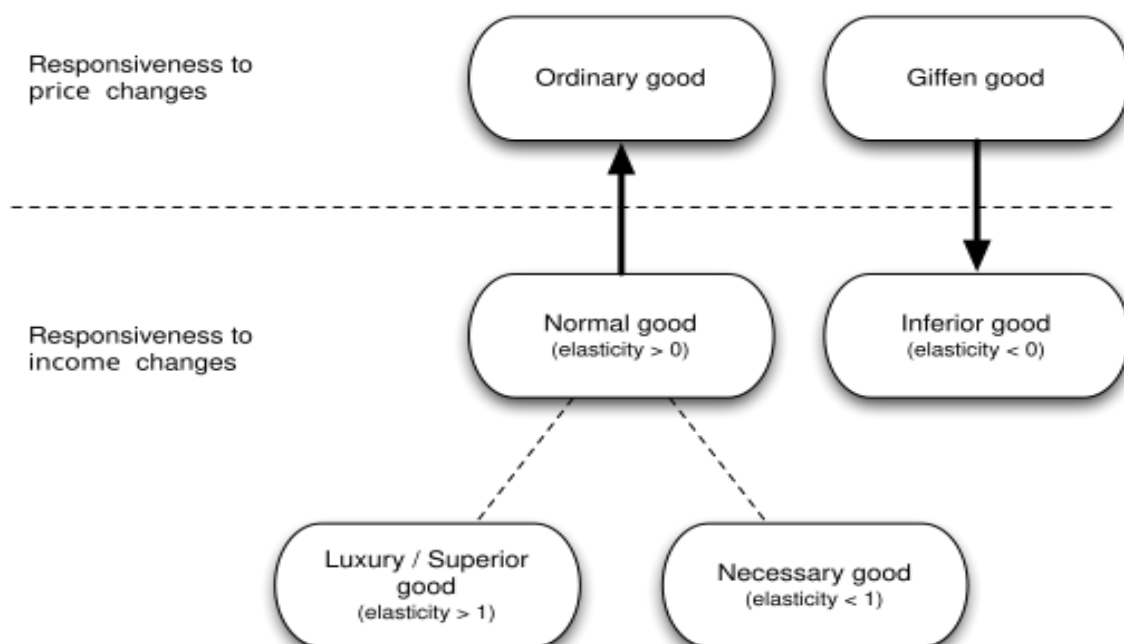 Responsiveness to
price changes
Ordinary good
Giffen good
Responsiveness to
income changes
Normal good
(elasticity > 0)
Inferior good
(elasticity < 0)
Luxury / Superior
good
(elasticity > 1)
Necessary good
(elasticity < 1)